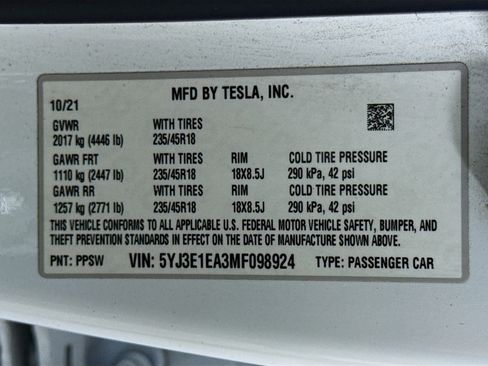 MFD BY TESLA, INC.
10/21
GVWR WITH TIRES
2017 kg (4446 lb) 235/45R18
GAWR FRT WITH TIRES RIM COLD TIRE PRESSURE
1110 kg (2447 lb) 235/45R18 18X8.5J 290 kPa, 42 psi
GAWR RR WITH TIRES RIM COLD TIRE PRESSURE
1257 kg (2771 lb) 235/45R18 18X8.5J 290 kPa, 42 psi
THIS VEHICLE CONFORMS TO ALL APPLICABLE U.S. FEDERAL MOTOR VEHICLE SAFETY, BUMPER, AND
THEFT PREVENTION STANDARDS IN EFFECT ON THE DATE OF MANUFACTURE SHOWN ABOVE.
PNT: PPSW VIN: 5YJ3E1EA3MF098924 TYPE: PASSENGER CAR